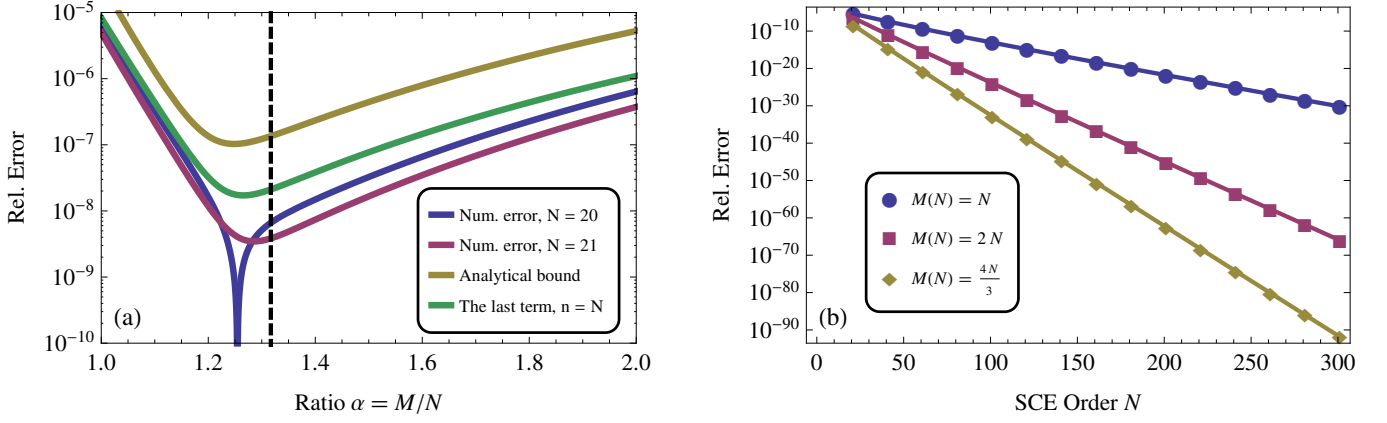 Rel. Error
10^-5
10^-6
10^-7
10^-8
10^-9
10^-10
(a)
Num. error, N = 20
Num. error, N = 21
Analytical bound
The last term, n = N
1.0 1.2 1.4 1.6 1.8 2.0
Ratio α = M/N
Rel. Error
10^-10
10^-20
10^-30
10^-40
10^-50
10^-60
10^-70
10^-80
10^-90
M(N) = N
M(N) = 2 N
M(N) = 4 N/3
(b)
0 50 100 150 200 250 300
SCE Order N